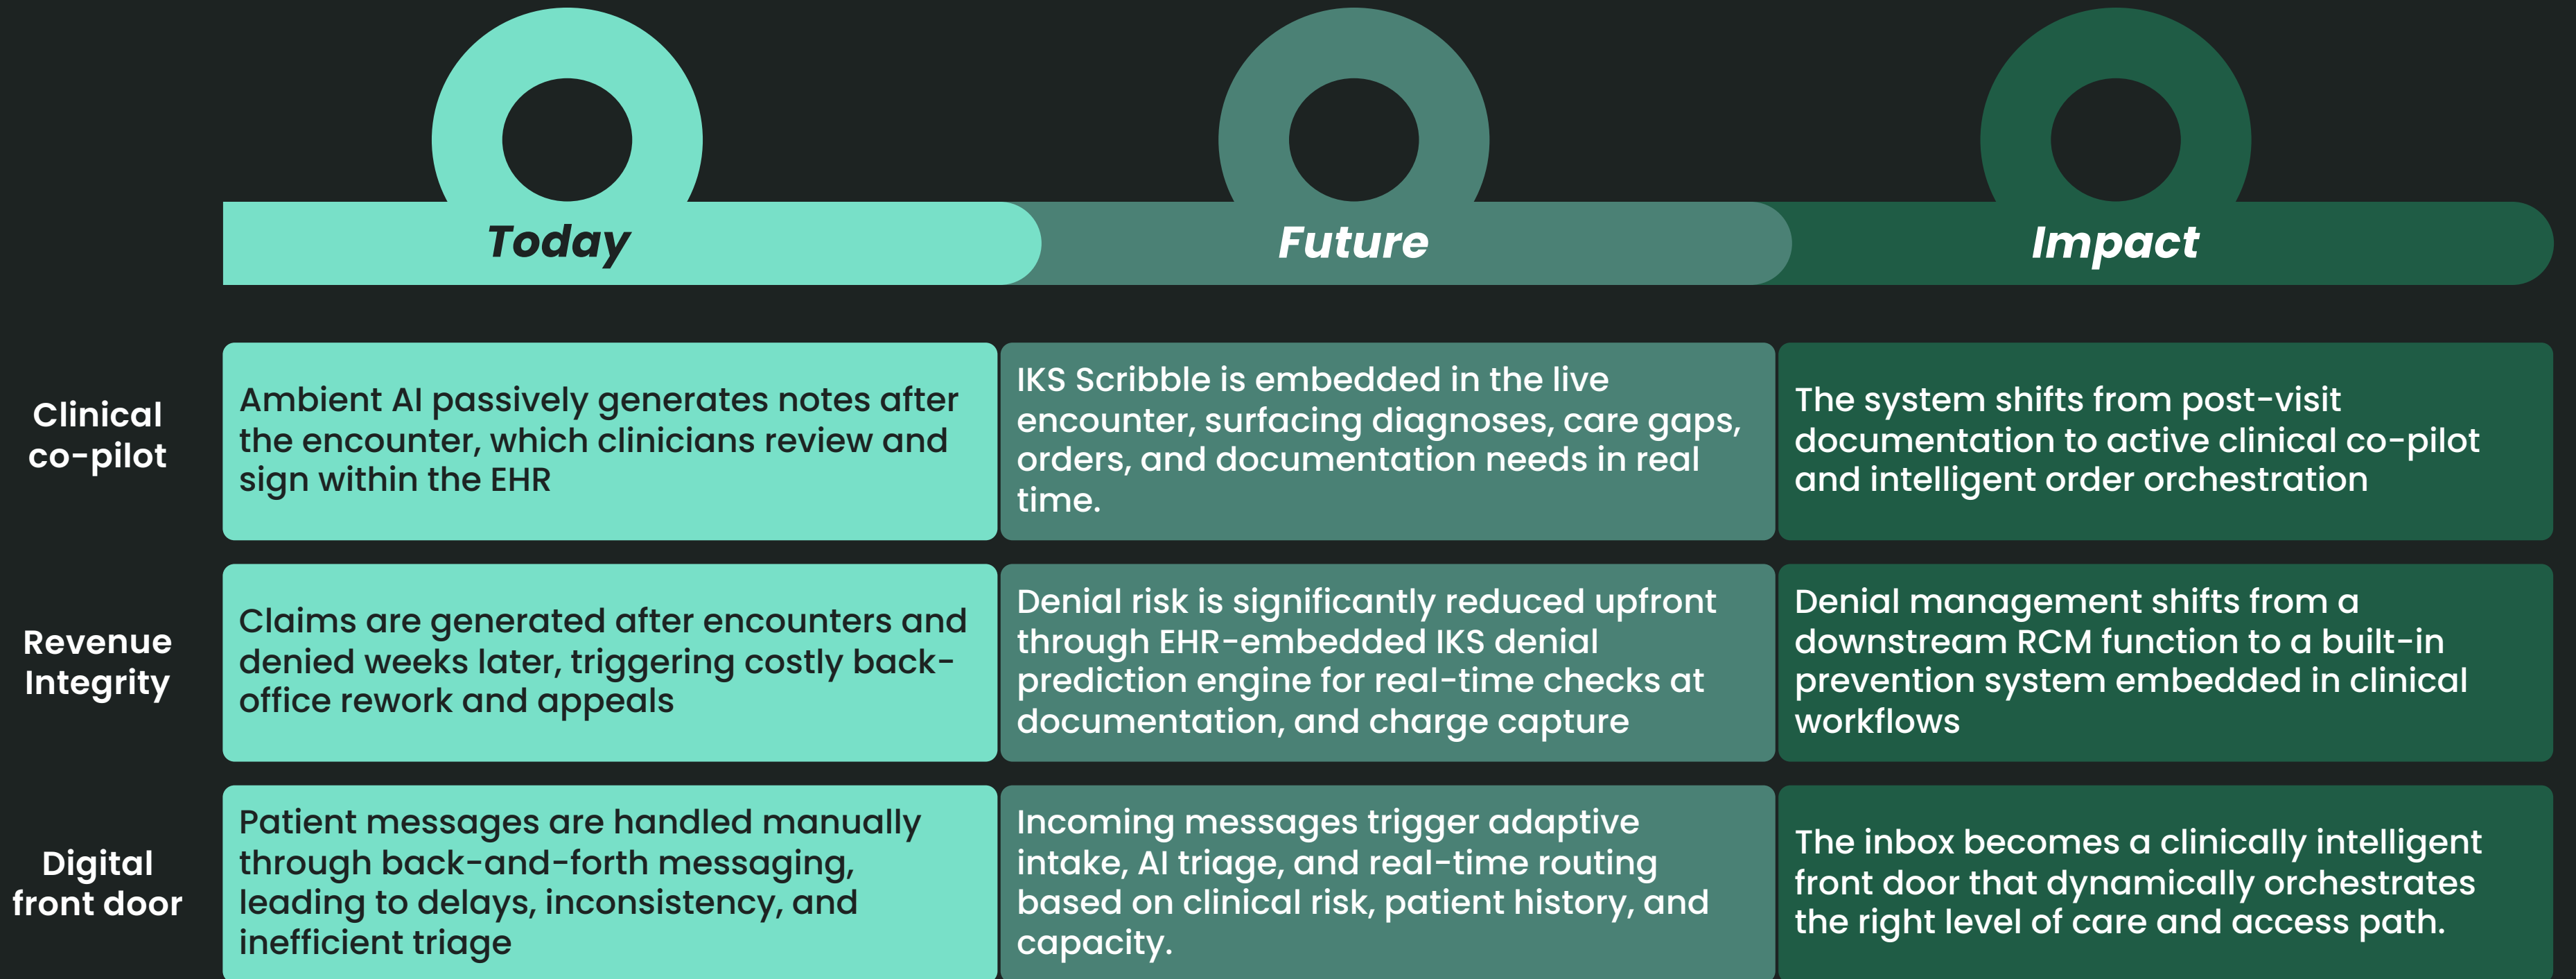 Today
Future
Impact
Clinical
co-pilot
Ambient AI passively generates notes after
the encounter, which clinicians review and
sign within the EHR
IKS Scribble is embedded in the live
encounter, surfacing diagnoses, care gaps,
orders, and documentation needs in real
time.
The system shifts from post-visit
documentation to active clinical co-pilot
and intelligent order orchestration
Revenue
Integrity
Claims are generated after encounters and
denied weeks later, triggering costly back-
office rework and appeals
Denial risk is significantly reduced upfront
through EHR-embedded IKS denial
prediction engine for real-time checks at
documentation, and charge capture
Denial management shifts from a
downstream RCM function to a built-in
prevention system embedded in clinical
workflows
Digital
front door
Patient messages are handled manually
through back-and-forth messaging,
leading to delays, inconsistency, and
inefficient triage
Incoming messages trigger adaptive
intake, AI triage, and real-time routing
based on clinical risk, patient history, and
capacity.
The inbox becomes a clinically intelligent
front door that dynamically orchestrates
the right level of care and access path.